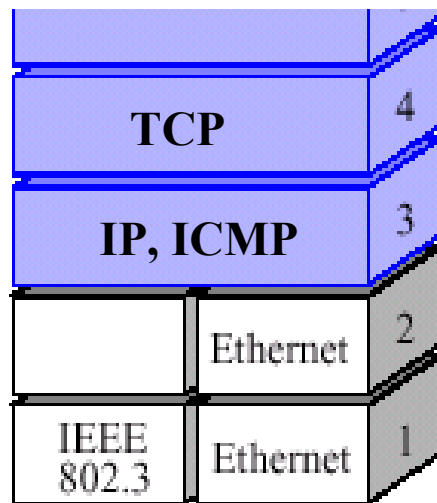 TCP
4
IP, ICMP
3
Ethernet
2
IEEE
802.3
Ethernet
1